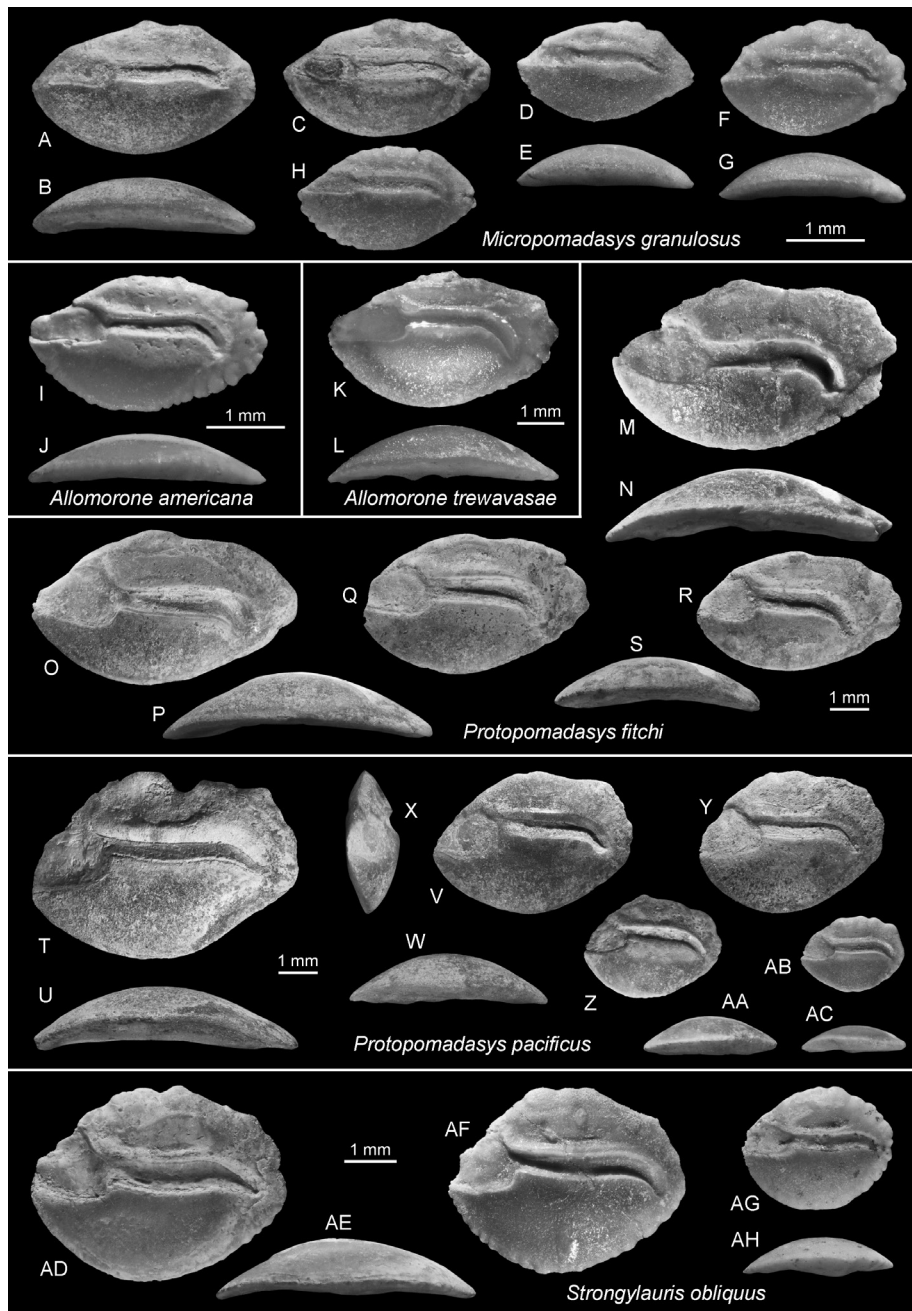 A
C
D
F
B
H
E
G
Micropomadasys granulosus
1 mm
I
1 mm
J
Allomorone americana
K
1 mm
L
Allomorone trewavasae
M
N
O
Q
R
P
S
1 mm
Protopomadasys fitchi
T
X
V
Y
1 mm
W
Z
AB
U
AA
AC
Protopomadasys pacificus
AD
1 mm
AF
AG
AE
AH
Strongylauris obliquus